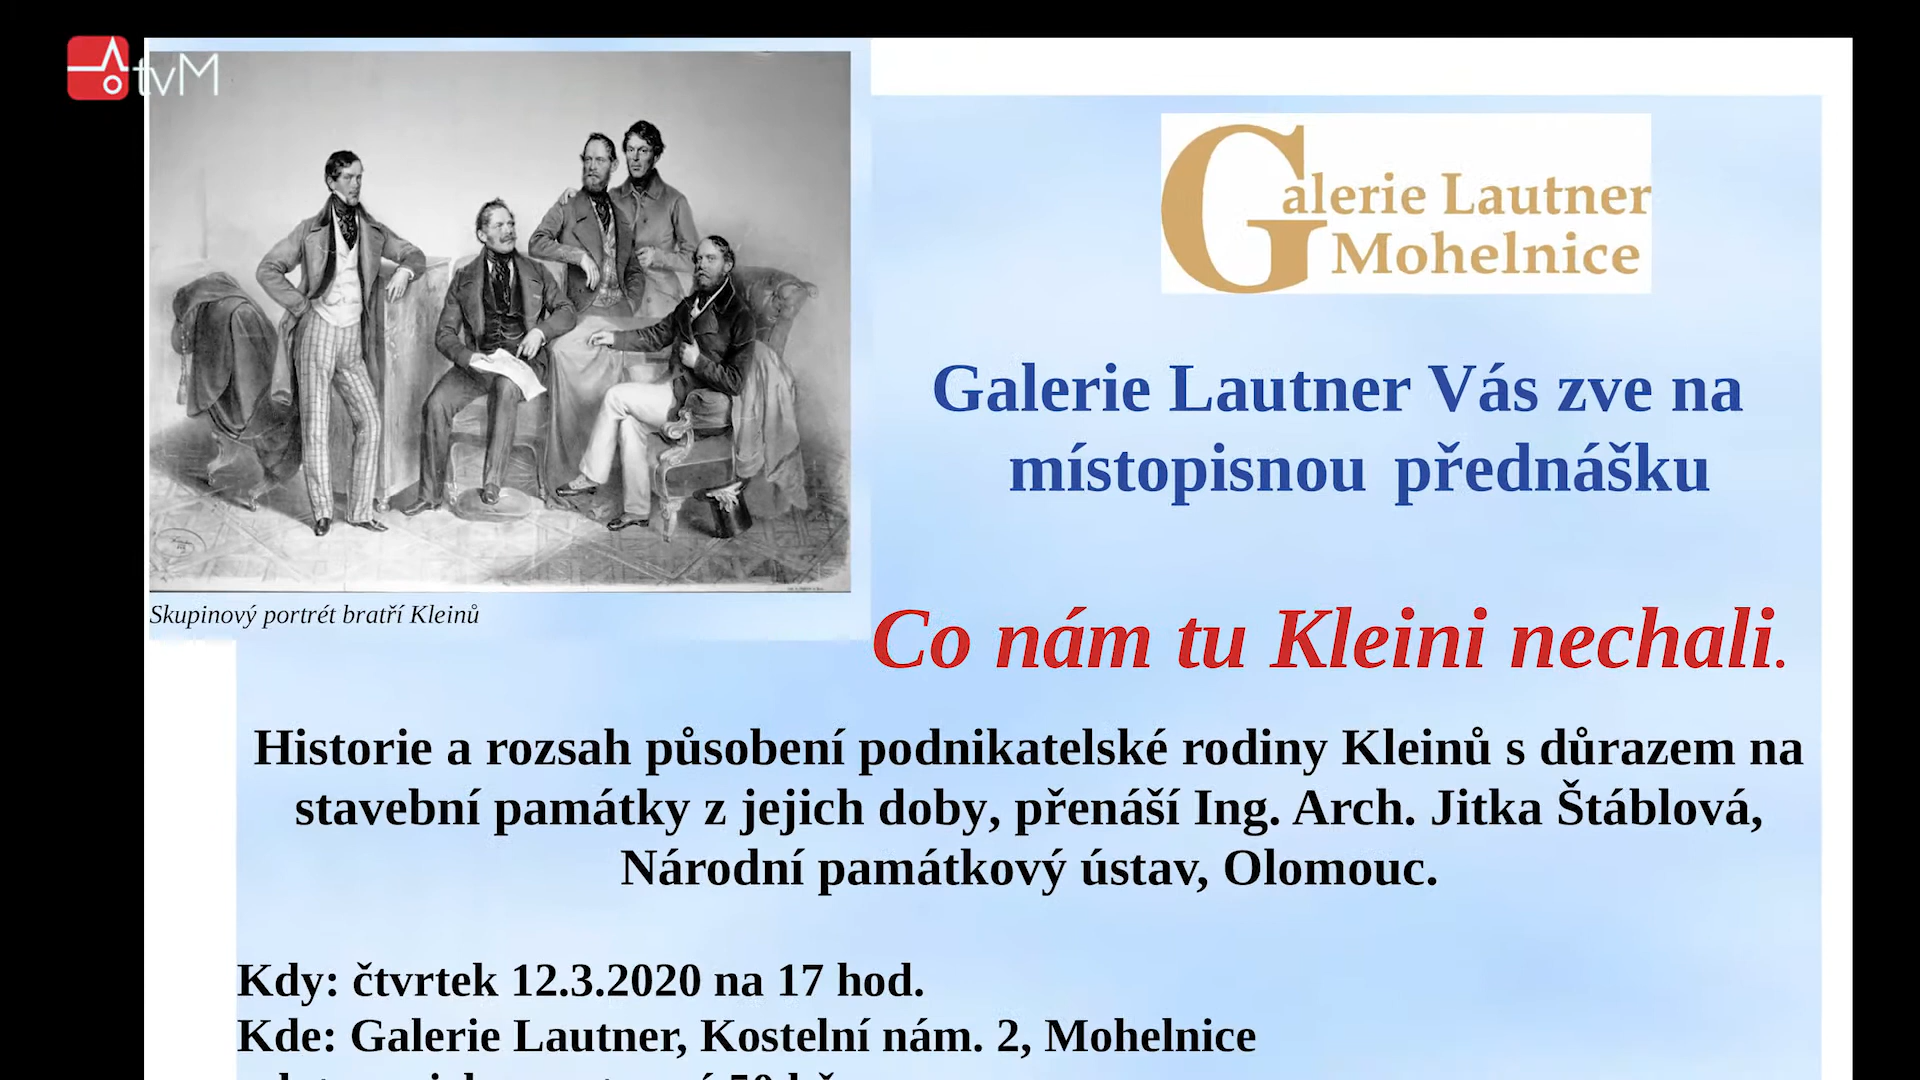 tvM
Galerie Lautner
Mohelnice
Galerie Lautner Vás zve na
místopisnou přednášku
Skupinový portrét bratří Kleinů
Co nám tu Kleini nechali.
Historie a rozsah působení podnikatelské rodiny Kleinů s důrazem na
stavební památky z jejich doby, přenáší Ing. Arch. Jitka Štáblová,
Národní památkový ústav, Olomouc.
Kdy: čtvrtek 12.3.2020 na 17 hod.
Kde: Galerie Lautner, Kostelní nám. 2, Mohelnice